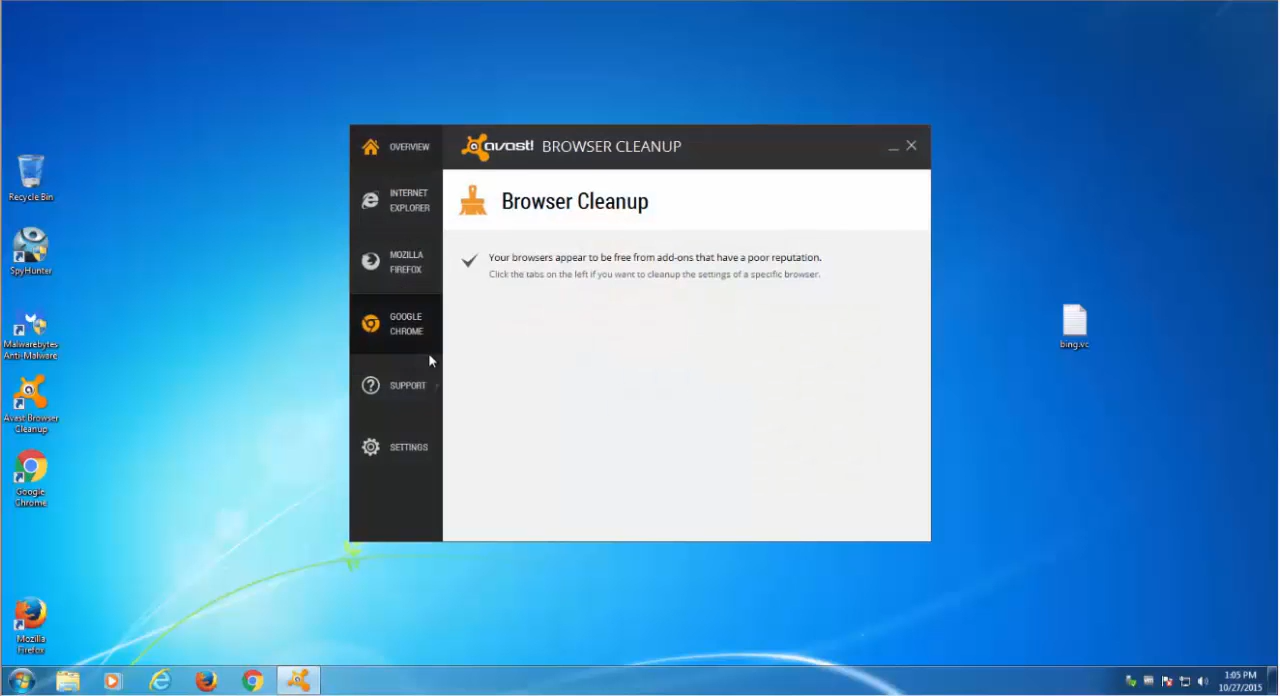 OVERVIEW
avast! BROWSER CLEANUP
INTERNET
EXPLORER
Browser Cleanup
MOZILLA
FIREFOX
Your browsers appear to be free from add-ons that have a poor reputation.
Click the tabs on the left if you want to cleanup the settings of a specific browser.
GOOGLE
CHROME
SUPPORT
SETTINGS
Recycle Bin
SpyHunter
Malwarebytes
Anti-Malware
Avast Browser
Cleanup
Google
Chrome
Mozilla
Firefox
bing.vc
1:05 PM
10/27/2015